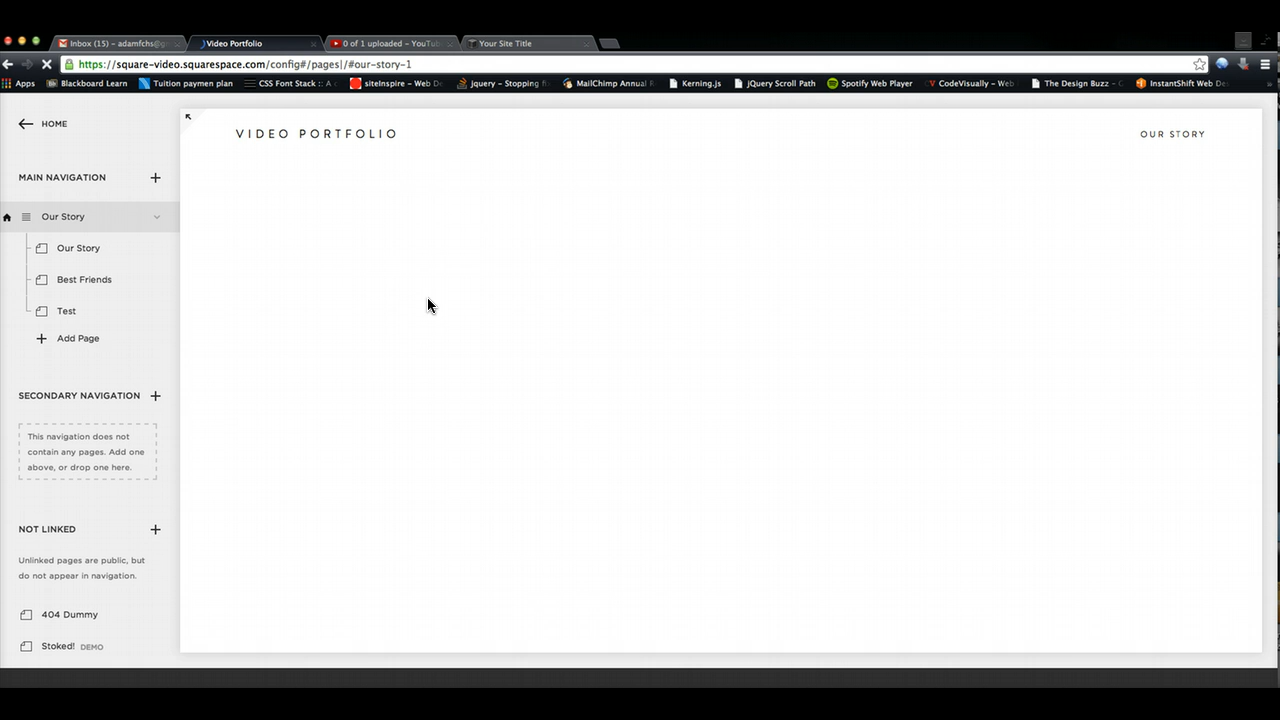 Inbox (15) – adamfchs@g
Video Portfolio
0 of 1 uploaded – YouTu
Your Site Title
https://square-video.squarespace.com/config#/pages|/#our-story-1
Apps
Blackboard Learn
Tuition paymen plan
CSS Font Stack :: A
siteInspire – Web D
jquery – Stopping fi
MailChimp Annual R
Kerning.js
jQuery Scroll Path
Spotify Web Player
CodeVisually – Web
The Design Buzz –
InstantShift Web De
»
HOME
VIDEO PORTFOLIO
OUR STORY
MAIN NAVIGATION
Our Story
Our Story
Best Friends
Test
Add Page
SECONDARY NAVIGATION
This navigation does not
contain any pages. Add one
above, or drop one here.
NOT LINKED
Unlinked pages are public, but
do not appear in navigation.
404 Dummy
Stoked! DEMO